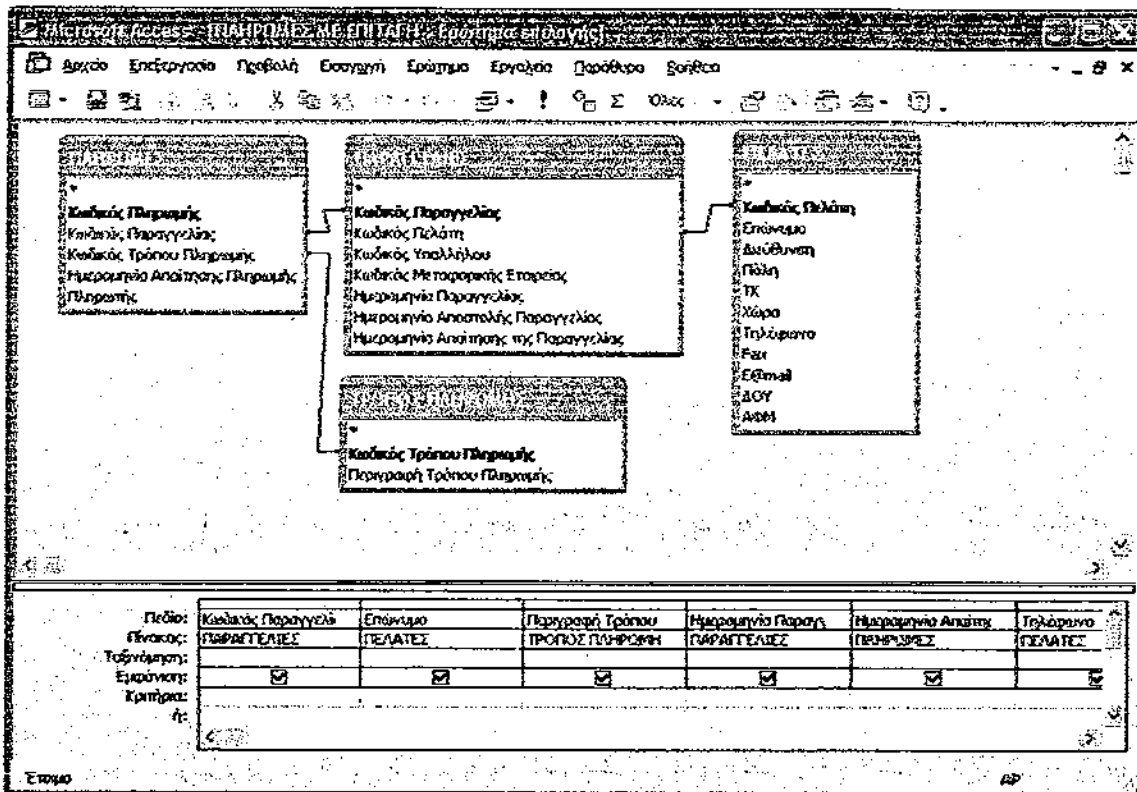 Microsoft Access - [ΠΛΗΡΩΜΕΣ ΜΕ ΕΠΙΤΑΓΗ : Ερώτημα επιλογής]
Αρχείο Επεξεργασία Προβολή Εισαγωγή Ερώτημα Εργαλεία Παράθυρο Βοήθεια
Όλες
*
Κωδικός Πληρωμής
Κωδικός Παραγγελίας
Κωδικός Τρόπου Πληρωμής
Ημερομηνία Απαίτησης Πληρωμής
Πληρωτής
*
Κωδικός Παραγγελίας
Κωδικός Πελάτη
Κωδικός Υπαλλήλου
Κωδικός Μεταφορικής Εταιρείας
Ημερομηνία Παραγγελίας
Ημερομηνία Αποστολής Παραγγελίας
Ημερομηνία Απαίτησης της Παραγγελίας
*
Κωδικός Πελάτη
Επώνυμο
Διεύθυνση
Πόλη
ΤΚ
Χώρα
Τηλέφωνο
Fax
E@mail
ΔΟΥ
ΑΦΜ
*
Κωδικός Τρόπου Πληρωμής
Περιγραφή Τρόπου Πληρωμής
Πεδίο: Κωδικός Παραγγελί Επώνυμο Περιγραφή Τρόπου Ημερομηνία Παραγγ Ημερομηνία Απαίτησ Τηλέφωνο
Πίνακας: ΠΑΡΑΓΓΕΛΙΕΣ ΠΕΛΑΤΕΣ ΤΡΟΠΟΣ ΠΛΗΡΩΜΗ ΠΑΡΑΓΓΕΛΙΕΣ ΠΛΗΡΩΜΕΣ ΠΕΛΑΤΕΣ
Ταξινόμηση:
Εμφάνιση:
Κριτήρια:
ή:
Έτοιμο